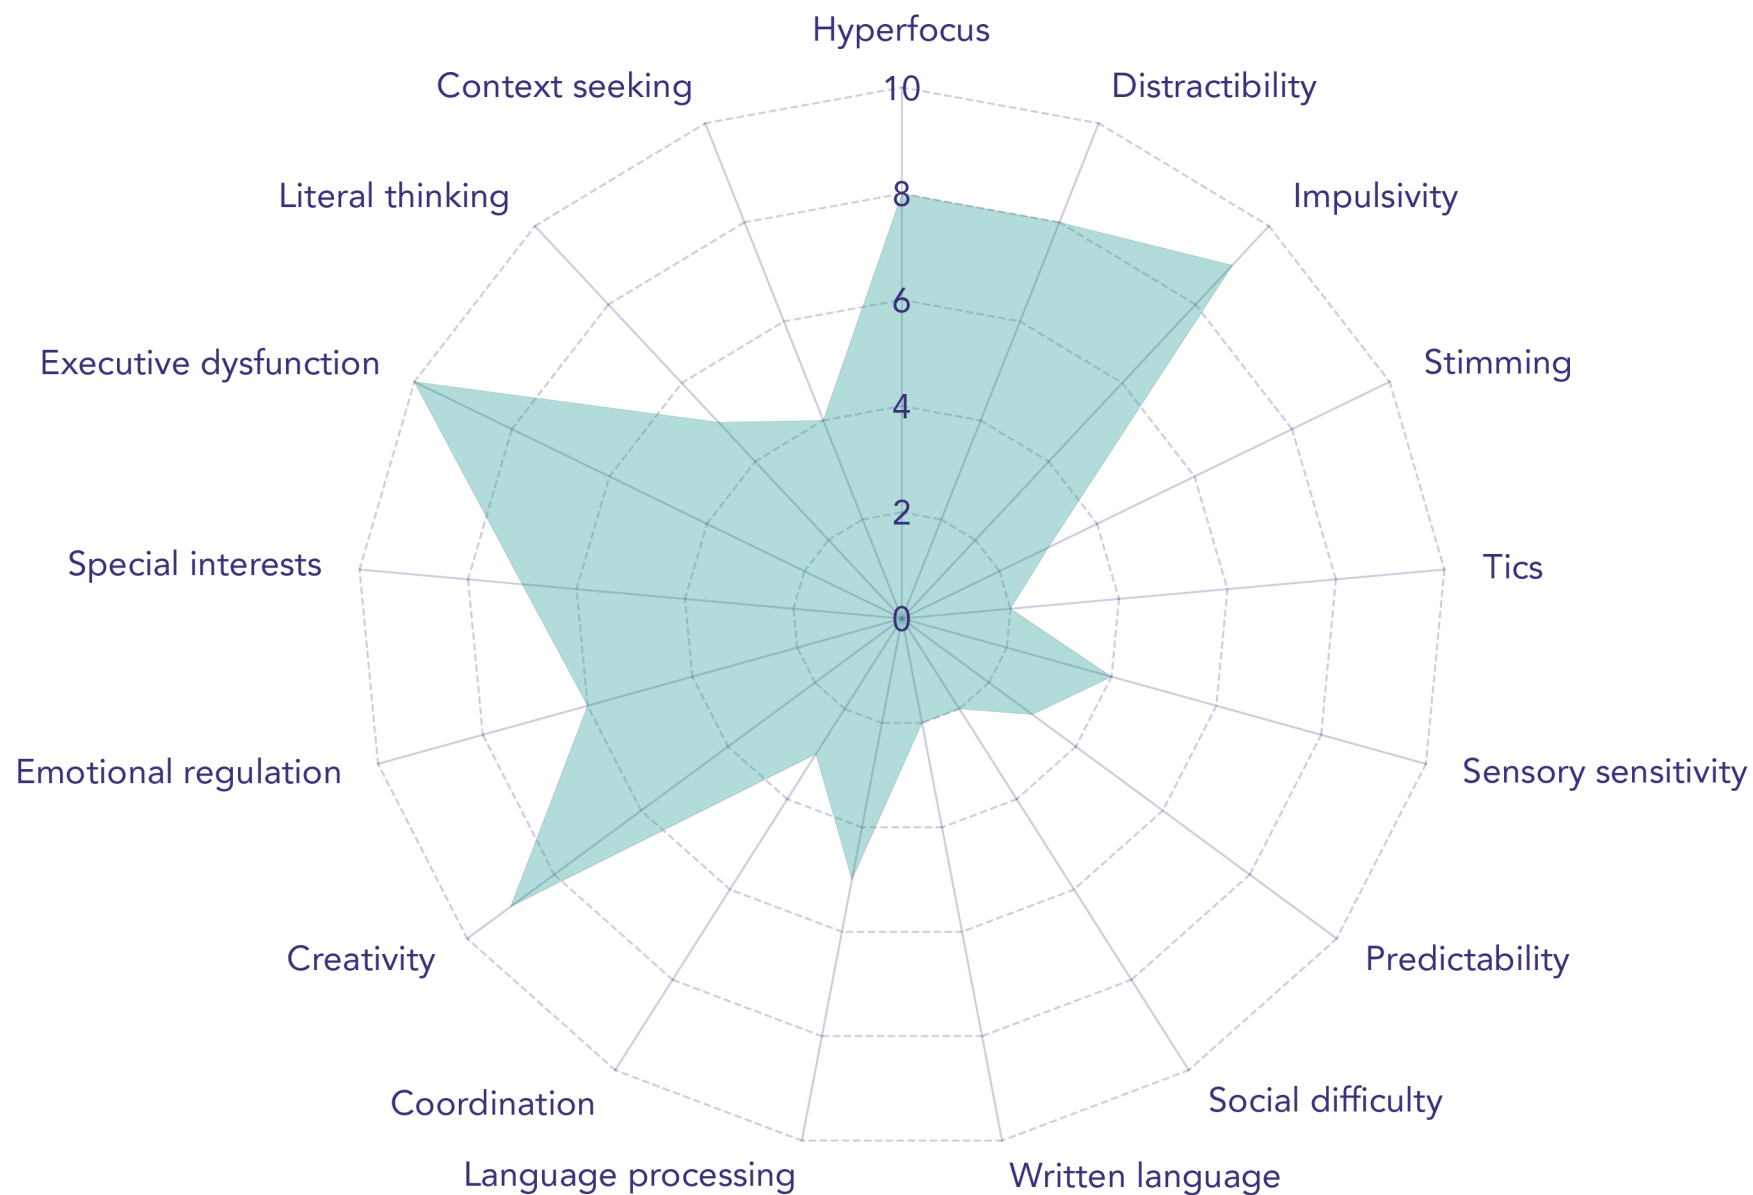 Hyperfocus
Context seeking
10
Distractibility
Literal thinking
8
Impulsivity
6
Executive dysfunction
Stimming
4
2
Special interests
Tics
0
Emotional regulation
Sensory sensitivity
Creativity
Predictability
Coordination
Social difficulty
Language processing
Written language